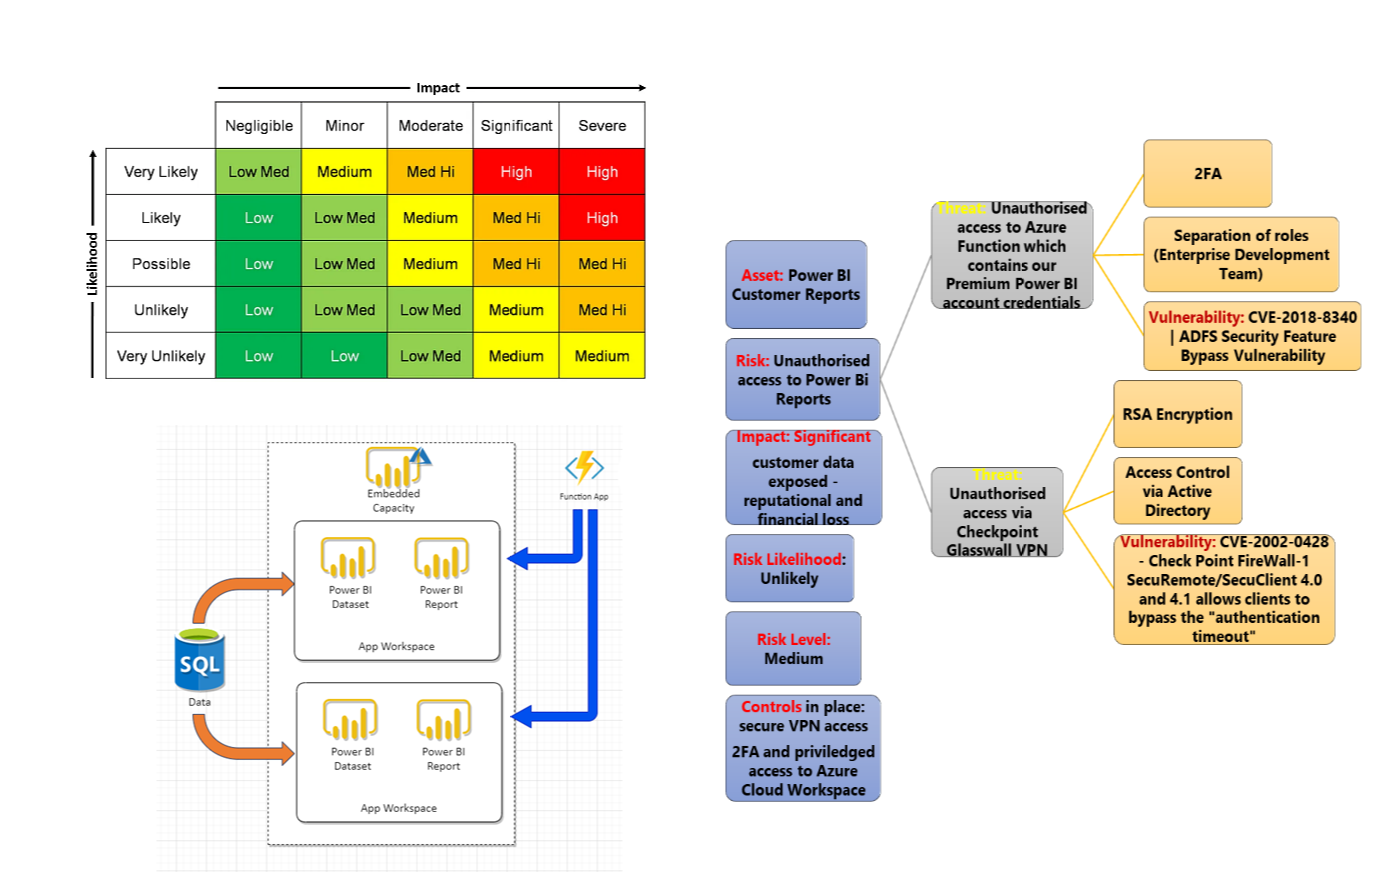 Impact
Negligible Minor Moderate Significant Severe
Likelihood
Very Likely Low Med Medium Med Hi High High
Likely Low Low Med Medium Med Hi High
Possible Low Low Med Medium Med Hi Med Hi
Unlikely Low Low Med Low Med Medium Med Hi
Very Unlikely Low Low Low Med Medium Medium
Embedded
Capacity
Function App
Power BI
Dataset
Power BI
Report
App Workspace
SQL
Data
Power BI
Dataset
Power BI
Report
App Workspace
Asset: Power BI
Customer Reports
Risk: Unauthorised
access to Power Bi
Reports
Impact: Significant
customer data
exposed -
reputational and
financial loss
Risk Likelihood:
Unlikely
Risk Level:
Medium
Controls in place:
secure VPN access
2FA and priviledged
access to Azure
Cloud Workspace
Threat: Unauthorised
access to Azure
Function which
contains our
Premium Power BI
account credentials
2FA
Separation of roles
(Enterprise Development
Team)
Vulnerability: CVE-2018-8340
| ADFS Security Feature
Bypass Vulnerability
Threat:
Unauthorised
access via
Checkpoint
Glasswall VPN
RSA Encryption
Access Control
via Active
Directory
Vulnerability: CVE-2002-0428
- Check Point FireWall-1
SecuRemote/SecuClient 4.0
and 4.1 allows clients to
bypass the "authentication
timeout"